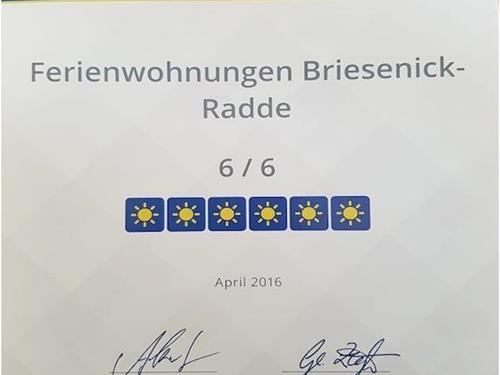 Ferienwohnungen Briesenick-
Radde
6 / 6
April 2016